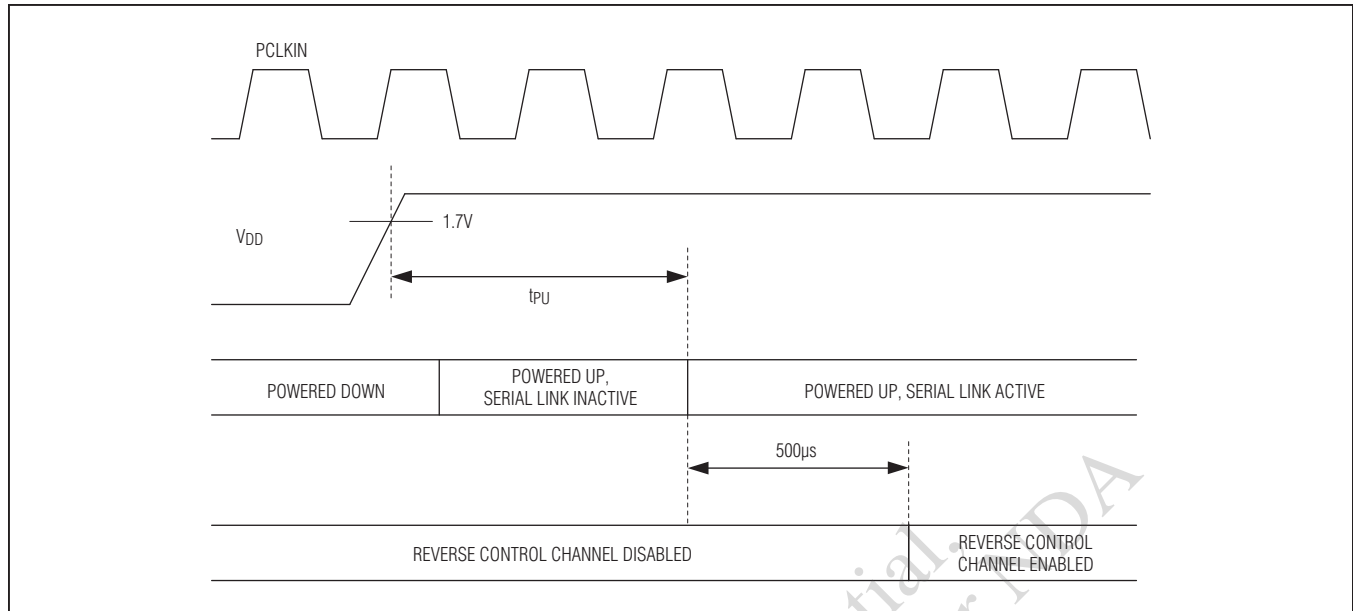 PCLKIN
VDD
1.7V
tPU
POWERED DOWN
POWERED UP,
SERIAL LINK INACTIVE
POWERED UP, SERIAL LINK ACTIVE
500µs
REVERSE CONTROL CHANNEL DISABLED
REVERSE CONTROL
CHANNEL ENABLED
NDA